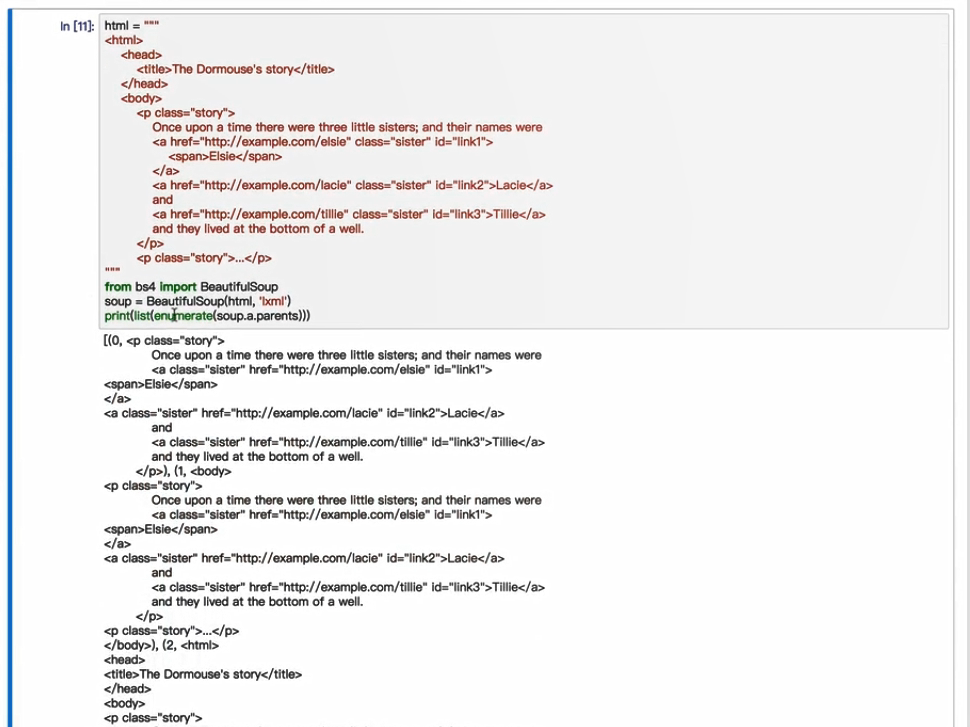 In [11]: html = """
<html>
<head>
<title>The Dormouse's story</title>
</head>
<body>
<p class="story">
Once upon a time there were three little sisters; and their names were
<a href="http://example.com/elsie" class="sister" id="link1">
<span>Elsie</span>
</a>
<a href="http://example.com/lacie" class="sister" id="link2">Lacie</a>
and
<a href="http://example.com/tillie" class="sister" id="link3">Tillie</a>
and they lived at the bottom of a well.
</p>
<p class="story">...</p>
"""
from bs4 import BeautifulSoup
soup = BeautifulSoup(html, 'lxml')
print(list(enumerate(soup.a.parents)))
[(0, <p class="story">
Once upon a time there were three little sisters; and their names were
<a class="sister" href="http://example.com/elsie" id="link1">
<span>Elsie</span>
</a>
<a class="sister" href="http://example.com/lacie" id="link2">Lacie</a>
and
<a class="sister" href="http://example.com/tillie" id="link3">Tillie</a>
and they lived at the bottom of a well.
</p>), (1, <body>
<p class="story">
Once upon a time there were three little sisters; and their names were
<a class="sister" href="http://example.com/elsie" id="link1">
<span>Elsie</span>
</a>
<a class="sister" href="http://example.com/lacie" id="link2">Lacie</a>
and
<a class="sister" href="http://example.com/tillie" id="link3">Tillie</a>
and they lived at the bottom of a well.
</p>
<p class="story">...</p>
</body>), (2, <html>
<head>
<title>The Dormouse's story</title>
</head>
<body>
<p class="story">